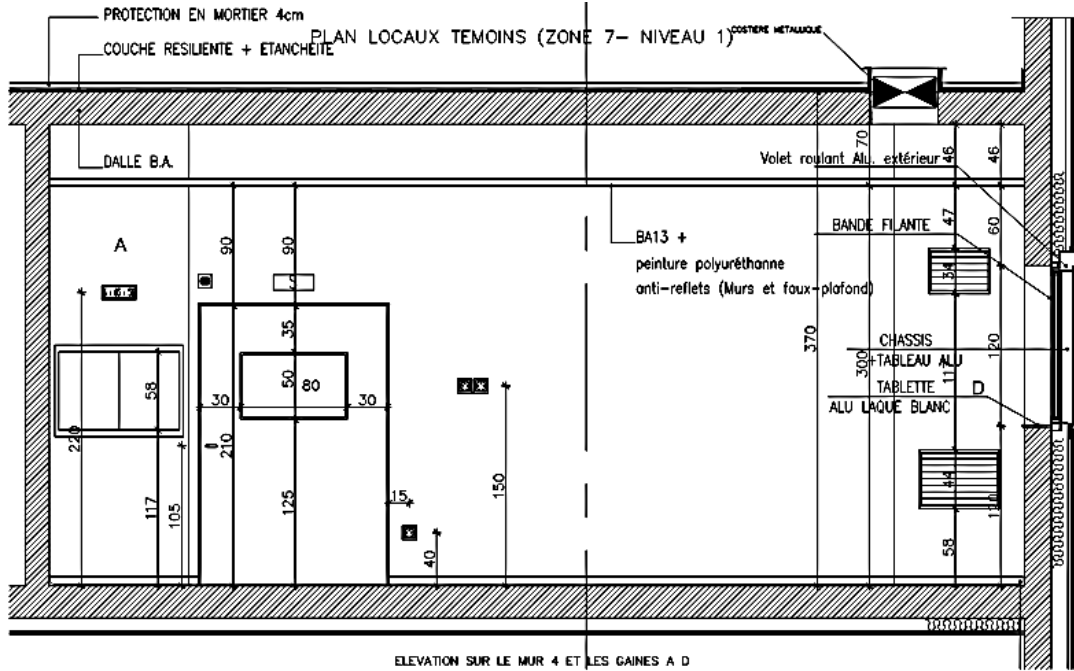 PROTECTION EN MORTIER 4cm
PLAN LOCAUX TEMOINS (ZONE 7– NIVEAU 1)
COSTIERE METALLIQUE
COUCHE RESILIENTE + ETANCHEITE
DALLE B.A.
70
46
46
Volet roulant Alu. extérieur
90
90
47
60
BANDE FILANTE
A
BA13 +
peinture polyuréthanne
anti-reflets (Murs et faux-plafond)
S
34
35
370
300
120
CHASSIS
+TABLEAU ALU
117
58
50
80
30
30
TABLETTE
D
ALU LAQUE BLANC
220
210
117
105
125
15
150
40
44
58
ELEVATION SUR LE MUR 4 ET LES GAINES A D